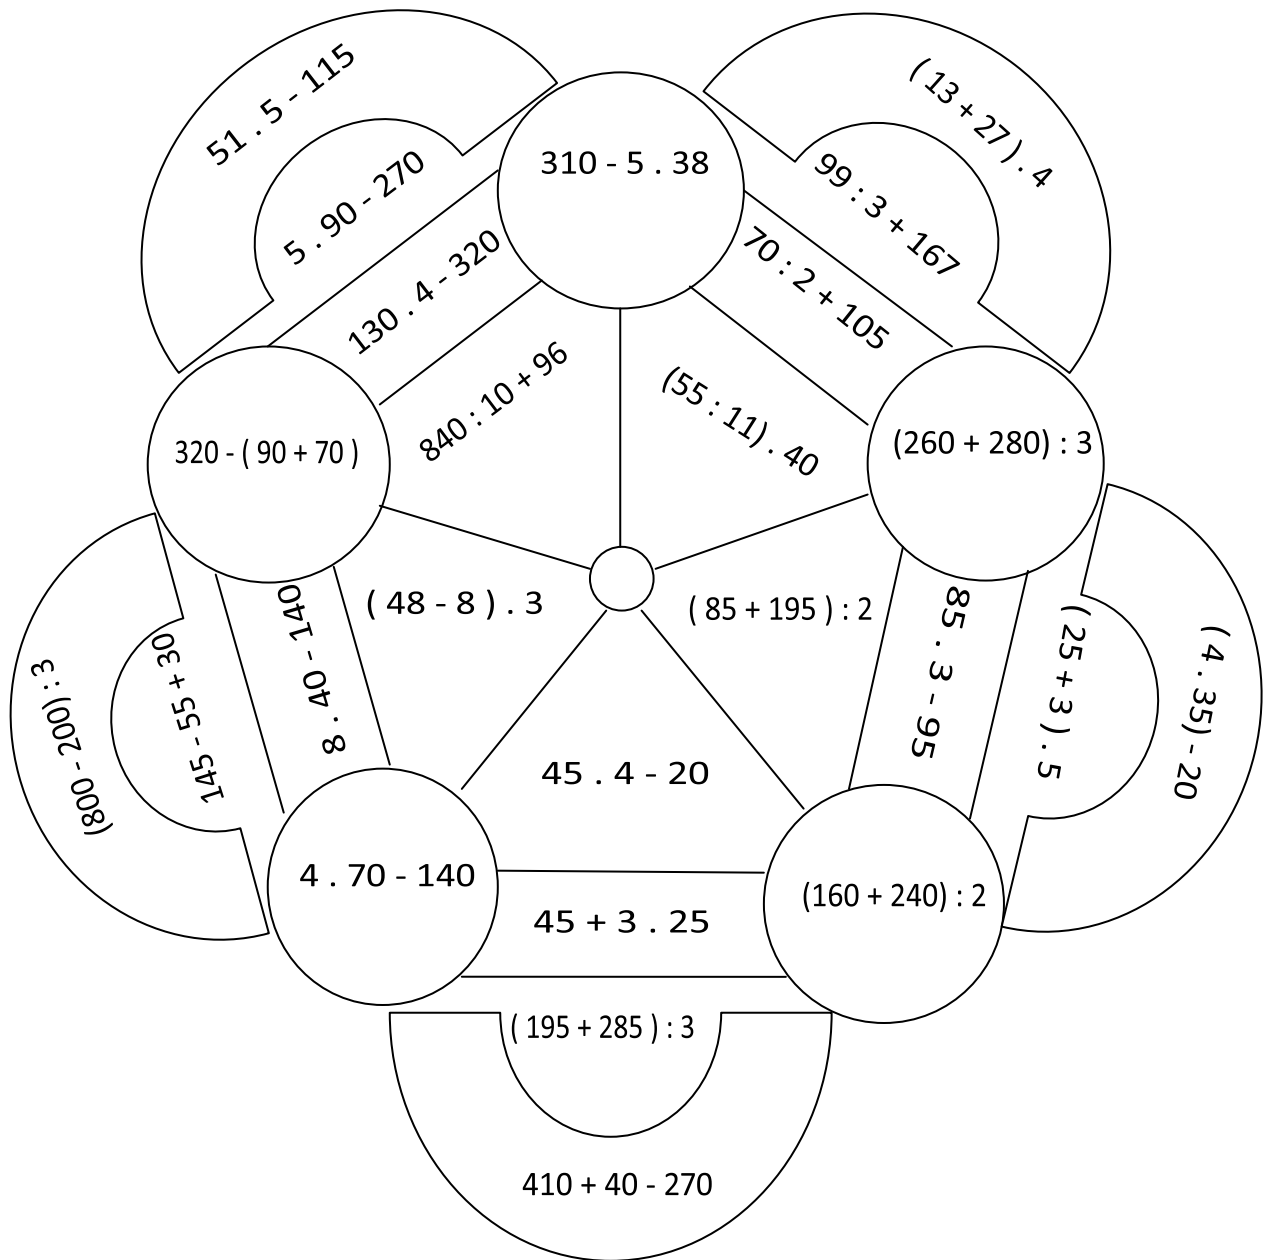 51 . 5 - 115
( 13 + 27 ) . 4
310 - 5 . 38
5 . 90 - 270
99 : 3 + 167
130 . 4 - 320
70 : 2 + 105
840 : 10 + 96
(55 : 11) . 40
320 - ( 90 + 70 )
(260 + 280) : 3
8 . 40 - 140
( 48 - 8 ) . 3
( 85 + 195 ) : 2
85 . 3 - 95
( 25 + 3 ) . 5
( 4 . 35) - 20
(800 - 200) : 3
145 - 55 + 30
45 . 4 - 20
4 . 70 - 140
45 + 3 . 25
(160 + 240) : 2
( 195 + 285 ) : 3
410 + 40 - 270